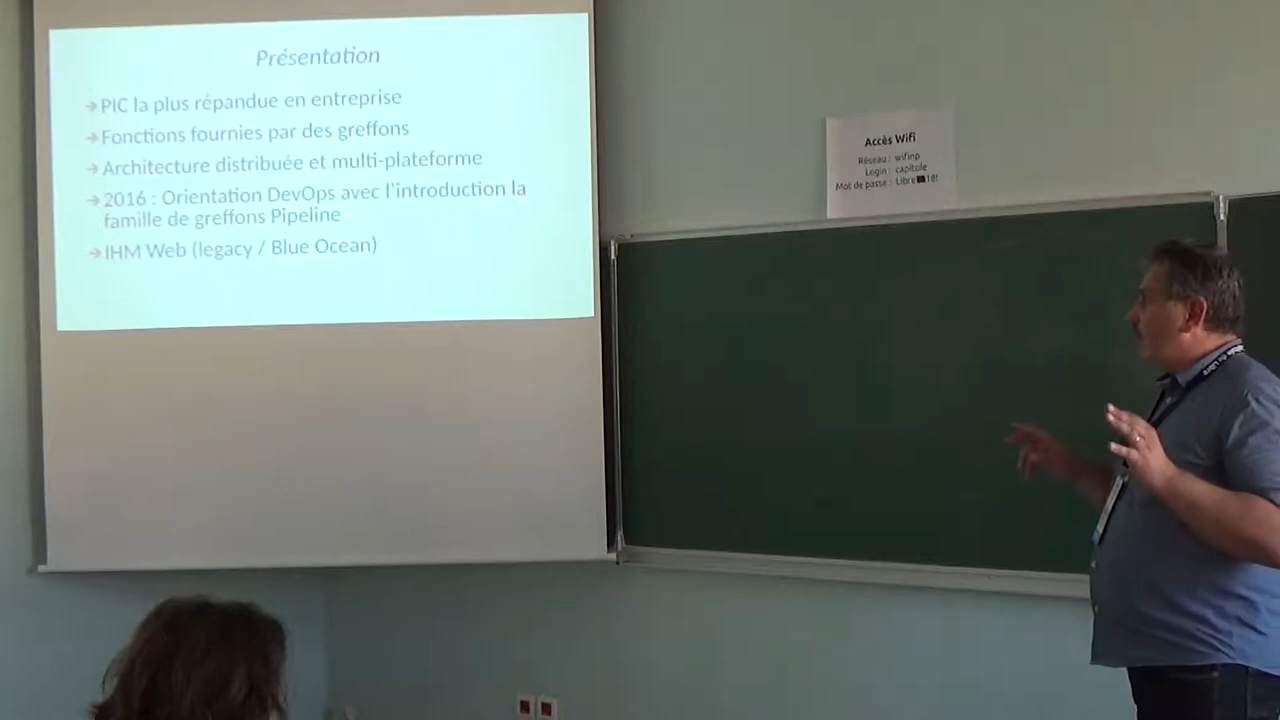 Présentation
PIC la plus répandue en entreprise
Fonctions fournies par des greffons
Architecture distribuée et multi-plateforme
2016 : Orientation DevOps avec l'introduction la
famille de greffons Pipeline
IHM Web (legacy / Blue Ocean)
Accès Wifi
Réseau : wifinp
Login : capitole
Mot de passe :